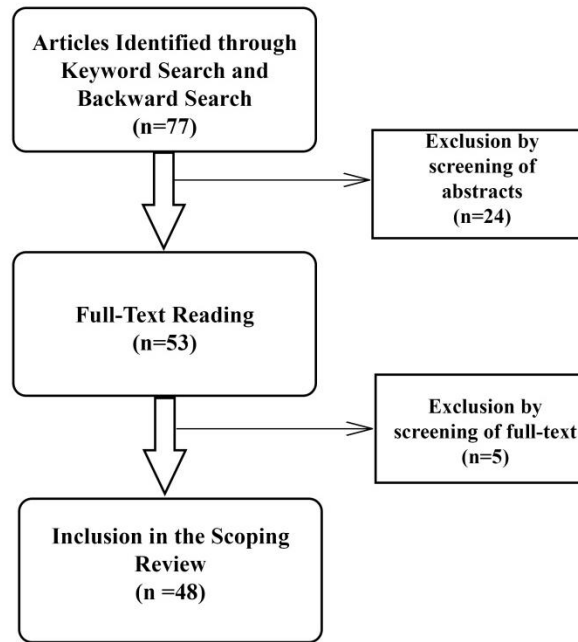 Articles Identified through
Keyword Search and
Backward Search
(n=77)
Exclusion by
screening of
abstracts
(n=24)
Full-Text Reading
(n=53)
Exclusion by
screening of full-text
(n=5)
Inclusion in the Scoping
Review
(n =48)